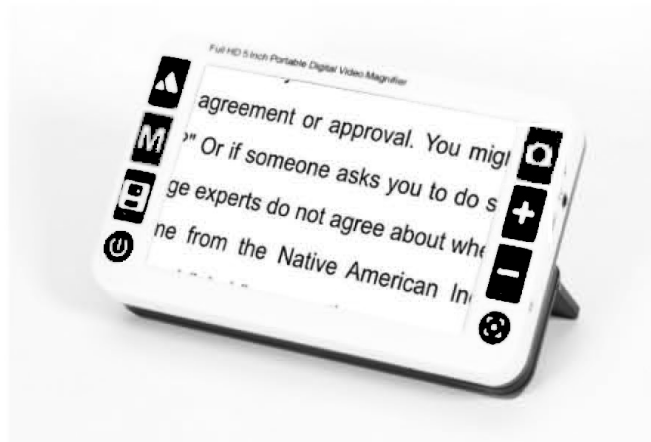 Full HD 5 Inch Portable Digital Video Magnifier
agreement or approval. You migr
?" Or if someone asks you to do s
ge experts do not agree about whe
ne from the Native American In
M